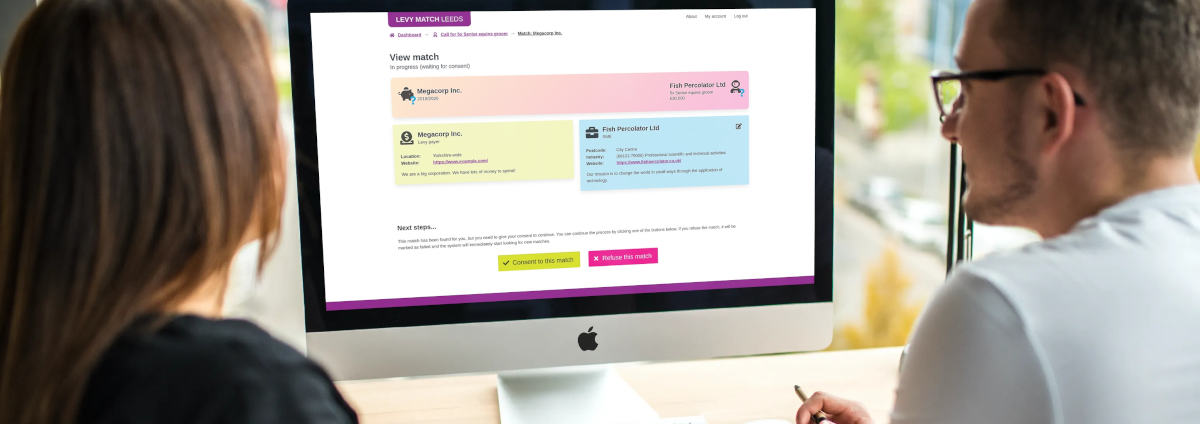 LEVY MATCH LEEDS
About My account Log out
Dashboard → Call for 5x Senior equine groom → Match: Megacorp Inc.
View match
In progress (waiting for consent)
Megacorp Inc.
2019/2020
Fish Percolator Ltd
5x Senior equine groom
Megacorp Inc.
Levy payer
Location: Yorkshire-wide
Website: https://www.example.com/
We are a big corporation. We have lots of money to spend!
Fish Percolator Ltd
SME
Postcode: City Centre
Industry: Professional scientific and technical activities
Website: https://www.fishpercolator.co.uk/
Our mission is to change the world in small ways through the application of
technology.
Next steps...
This match has been found for you, but you need to give your consent to continue. You can continue the process by clicking one of the buttons below. If you refuse the match, it will be
marked as failed and the system will immediately start looking for new matches.
Consent to this match
Refuse this match